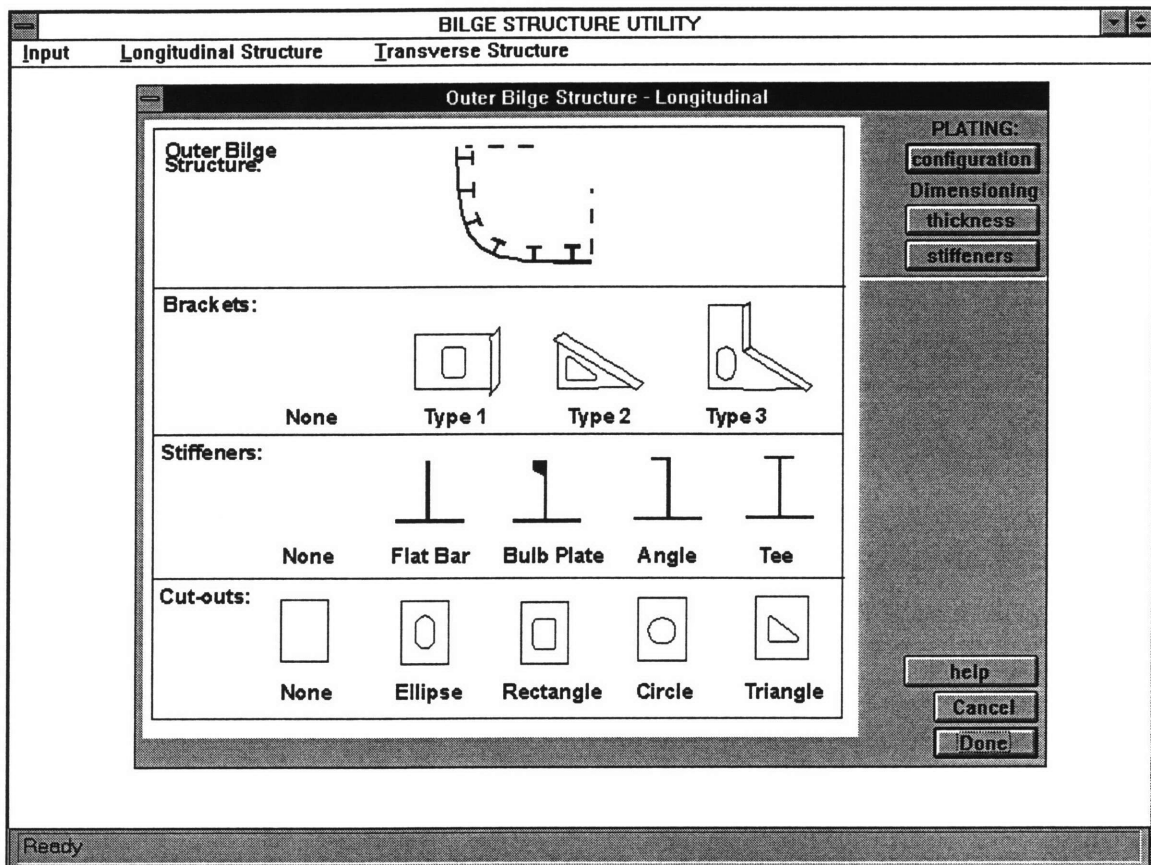 BILGE STRUCTURE UTILITY
Input Longitudinal Structure Transverse Structure
Outer Bilge Structure - Longitudinal
Outer Bilge
Structure:
PLATING:
configuration
Dimensioning
thickness
stiffeners
Brackets:
None Type 1 Type 2 Type 3
Stiffeners:
None Flat Bar Bulb Plate Angle Tee
Cut-outs:
None Ellipse Rectangle Circle Triangle
help
Cancel
Done
Ready